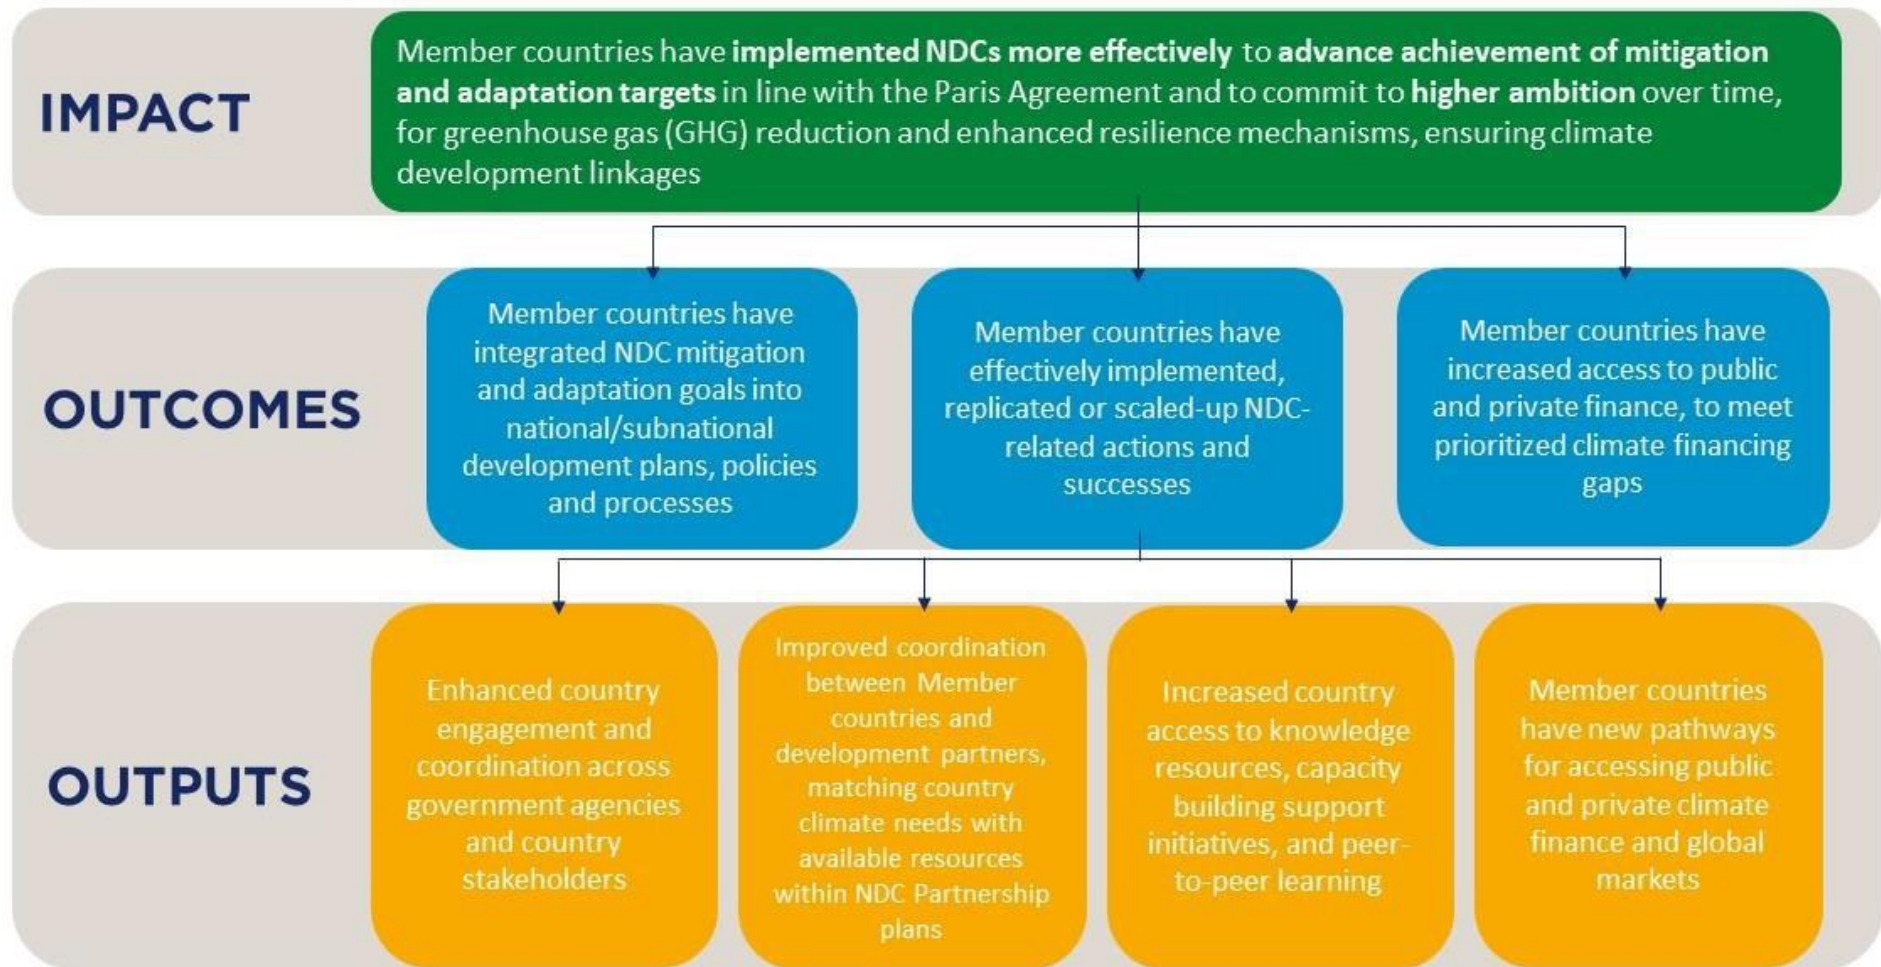 IMPACT
Member countries have implemented NDCs more effectively to advance achievement of mitigation
and adaptation targets in line with the Paris Agreement and to commit to higher ambition over time,
for greenhouse gas (GHG) reduction and enhanced resilience mechanisms, ensuring climate
development linkages
OUTCOMES
Member countries have
integrated NDC mitigation
and adaptation goals into
national/subnational
development plans, policies
and processes
Member countries have
effectively implemented,
replicated or scaled-up NDC-
related actions and
successes
Member countries have
increased access to public
and private finance, to meet
prioritized climate financing
gaps
OUTPUTS
Enhanced country
engagement and
coordination across
government agencies
and country
stakeholders
Improved coordination
between Member
countries and
development partners,
matching country
climate needs with
available resources
within NDC Partnership
plans
Increased country
access to knowledge
resources, capacity
building support
initiatives, and peer-
to-peer learning
Member countries
have new pathways
for accessing public
and private climate
finance and global
markets